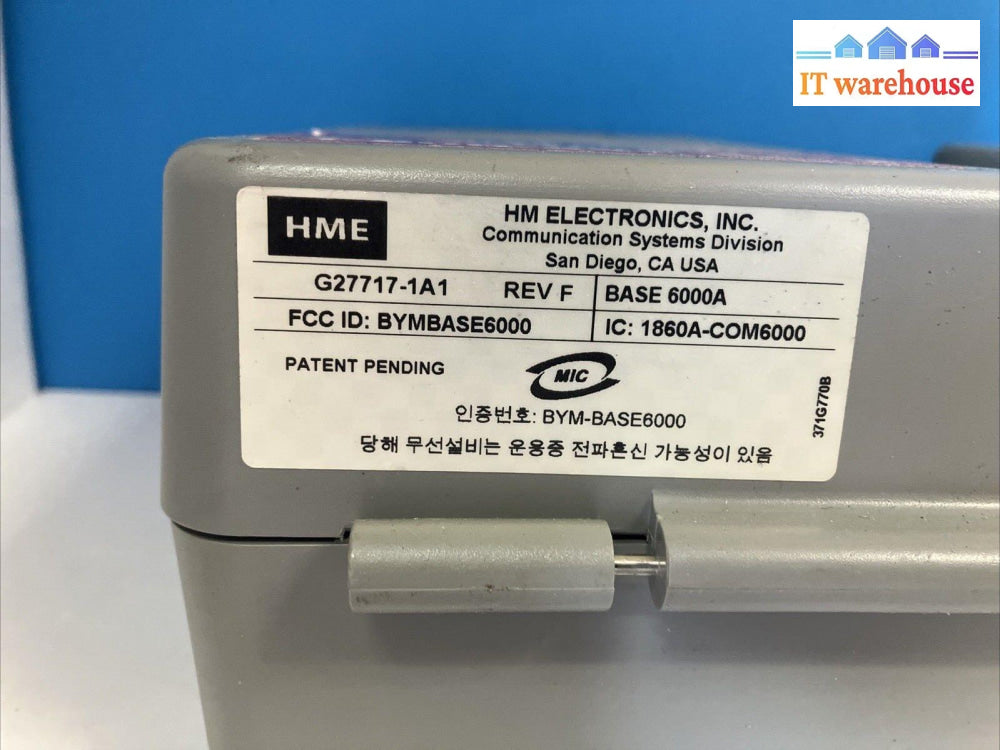 IT warehouse
HME
HM ELECTRONICS, INC.
Communication Systems Division
San Diego, CA USA
G27717-1A1 REV F BASE 6000A
FCC ID: BYMBASE6000 IC: 1860A-COM6000
PATENT PENDING
MIC
371G770B
인증번호: BYM-BASE6000
당해 무선설비는 운용중 전파혼신 가능성이 있음